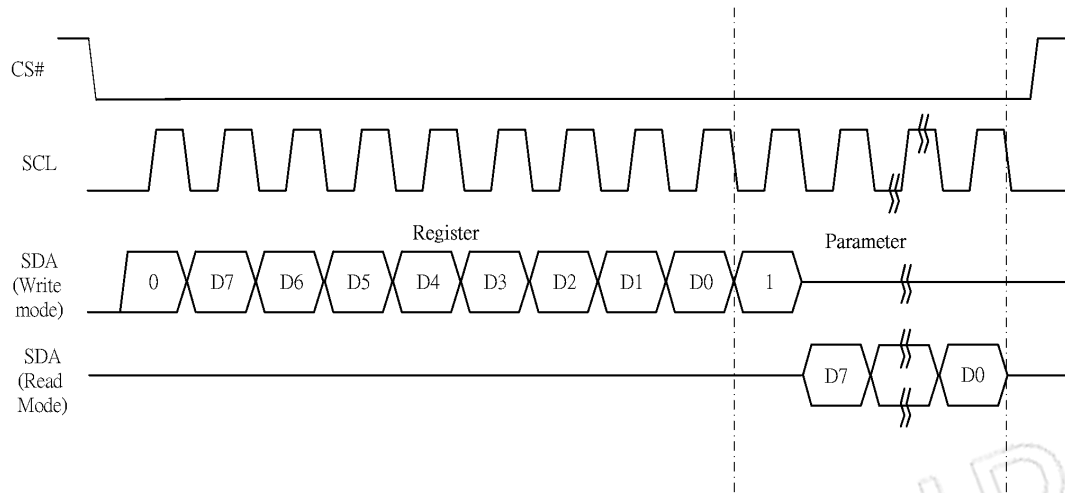 CS#
SCL
Register
Parameter
SDA
(Write
mode)
0 D7 D6 D5 D4 D3 D2 D1 D0 1
SDA
(Read
Mode)
D7 D0